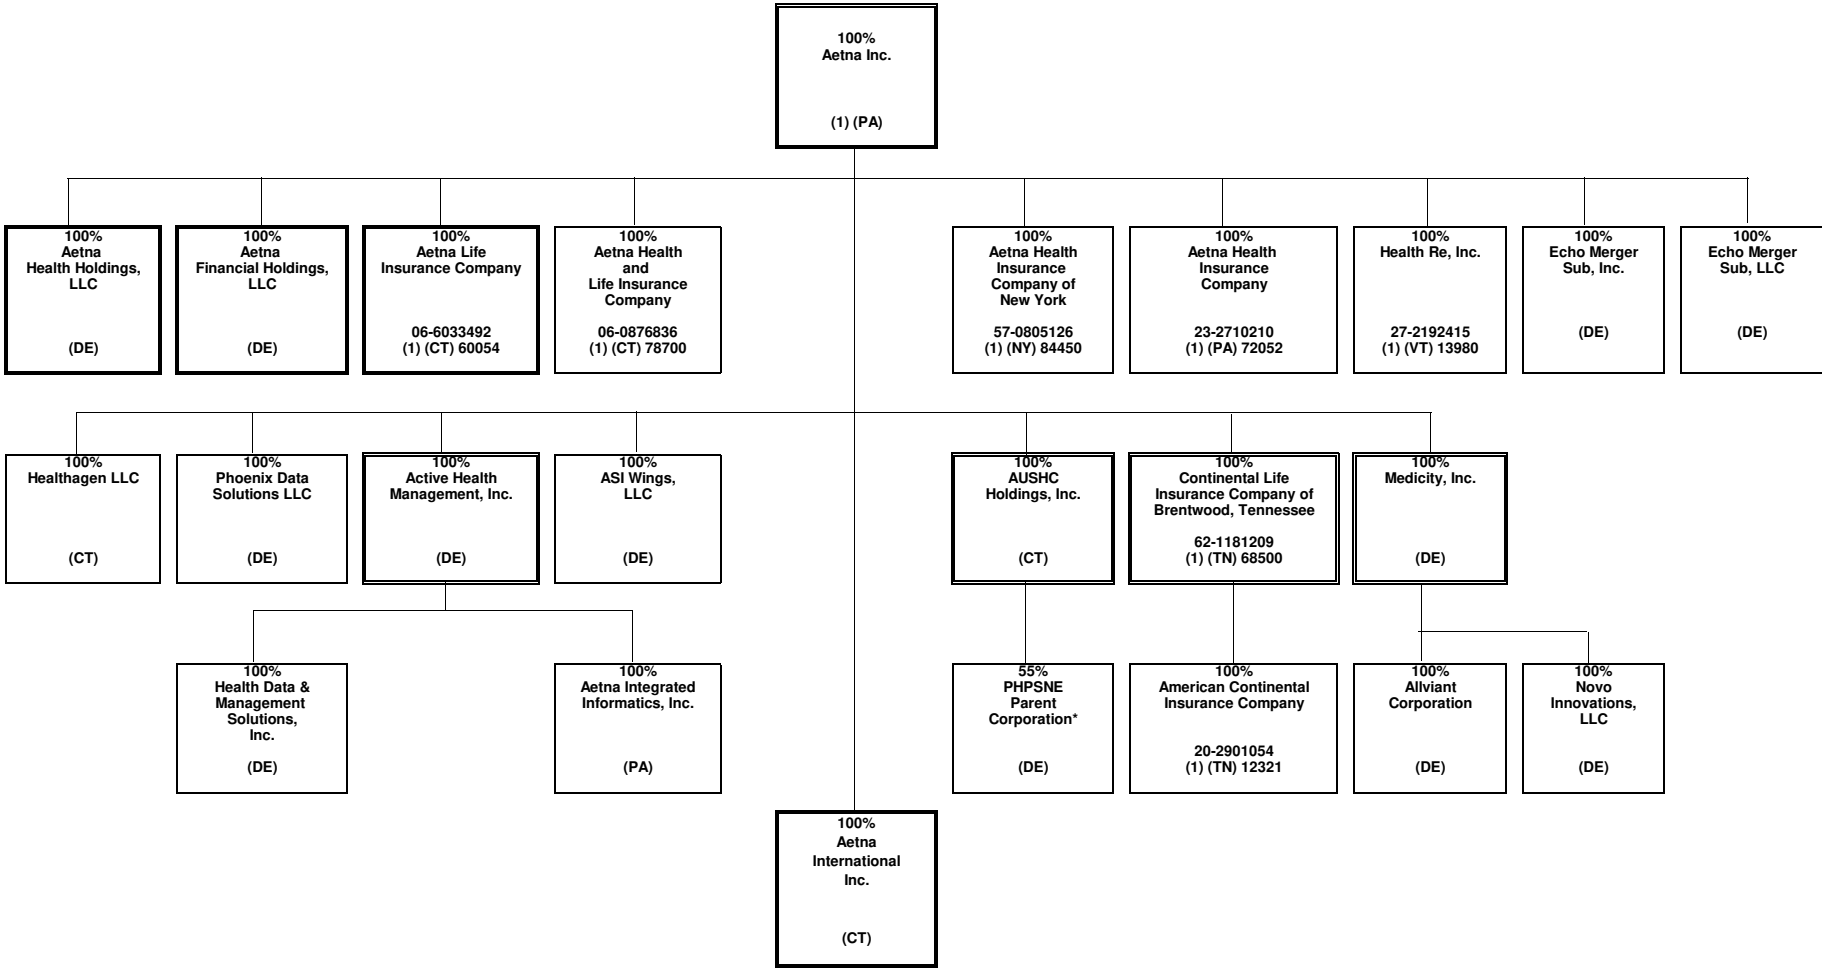 100%
Aetna Inc.
(1) (PA)
100%
Aetna
Health Holdings,
LLC
(DE)
100%
Aetna
Financial Holdings,
LLC
(DE)
100%
Aetna Life
Insurance Company
06-6033492
(1) (CT) 60054
100%
Aetna Health
and
Life Insurance
Company
06-0876836
(1) (CT) 78700
100%
Aetna Health
Insurance
Company of
New York
57-0805126
(1) (NY) 84450
100%
Aetna Health
Insurance
Company
23-2710210
(1) (PA) 72052
100%
Health Re, Inc.
27-2192415
(1) (VT) 13980
100%
Echo Merger
Sub, Inc.
(DE)
100%
Echo Merger
Sub, LLC
(DE)
100%
Healthagen LLC
(CT)
100%
Phoenix Data
Solutions LLC
(DE)
100%
Active Health
Management, Inc.
(DE)
100%
ASI Wings,
LLC
(DE)
100%
AUSHC
Holdings, Inc.
(CT)
100%
Continental Life
Insurance Company of
Brentwood, Tennessee
62-1181209
(1) (TN) 68500
100%
Medicity, Inc.
(DE)
100%
Health Data &
Management
Solutions,
Inc.
(DE)
100%
Aetna Integrated
Informatics, Inc.
(PA)
55%
PHPSNE
Parent
Corporation*
(DE)
100%
American Continental
Insurance Company
20-2901054
(1) (TN) 12321
100%
Allviant
Corporation
(DE)
100%
Novo
Innovations,
LLC
(DE)
100%
Aetna
International
Inc.
(CT)